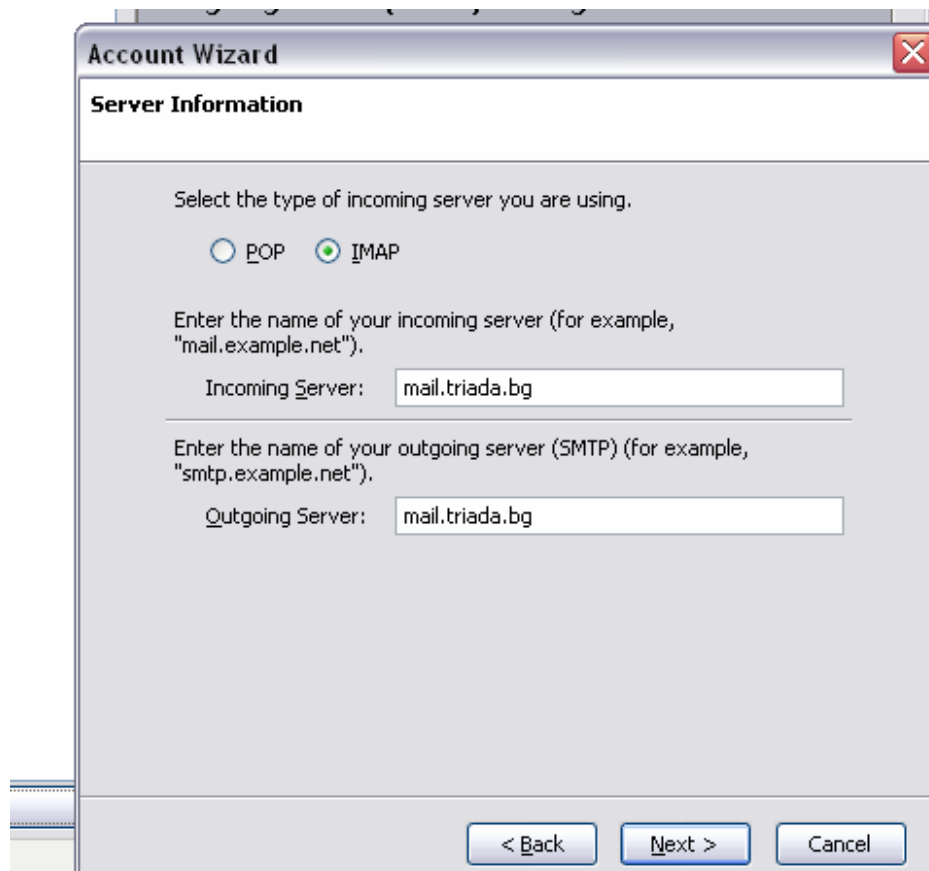 Account Wizard
Server Information
Select the type of incoming server you are using.
POP IMAP
Enter the name of your incoming server (for example,
"mail.example.net").
Incoming Server: mail.triada.bg
Enter the name of your outgoing server (SMTP) (for example,
"smtp.example.net").
Outgoing Server: mail.triada.bg
< Back Next > Cancel